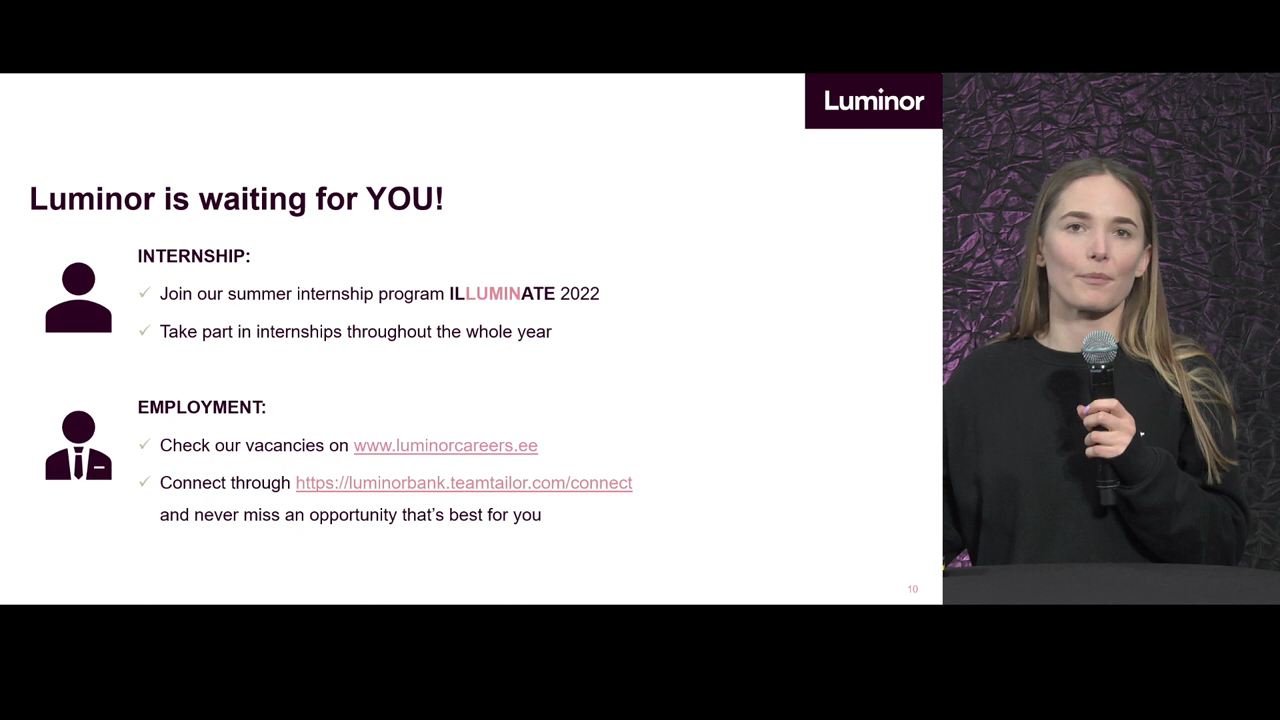 Luminor
Luminor is waiting for YOU!
INTERNSHIP:
Join our summer internship program ILLUMINATE 2022
Take part in internships throughout the whole year
EMPLOYMENT:
Check our vacancies on www.luminorcareers.ee
Connect through https://luminorbank.teamtailor.com/connect
and never miss an opportunity that's best for you
10